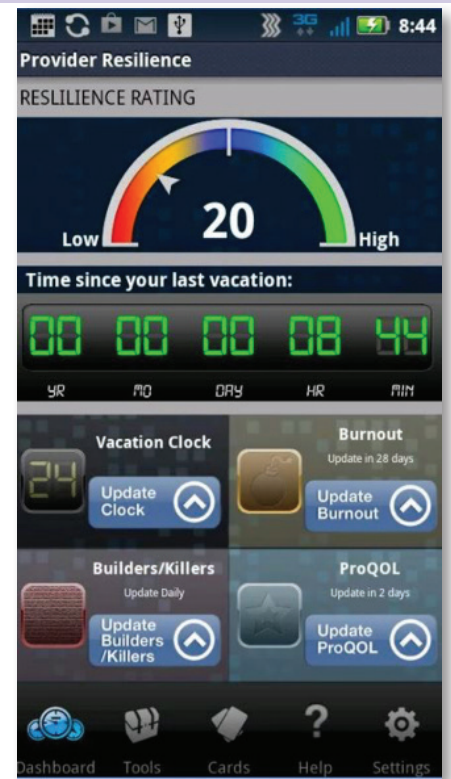 3G 8:44
Provider Resilience
RESLILIENCE RATING
20
Low High
Time since your last vacation:
00 00 00 08 44
YR MO DAY HR MIN
Vacation Clock
24
Update
Clock
Burnout
Update in 28 days
Update
Burnout
Builders/Killers
Update Daily
Update
Builders
/Killers
ProQOL
Update in 2 days
Update
ProQOL
?
Dashboard Tools Cards Help Settings